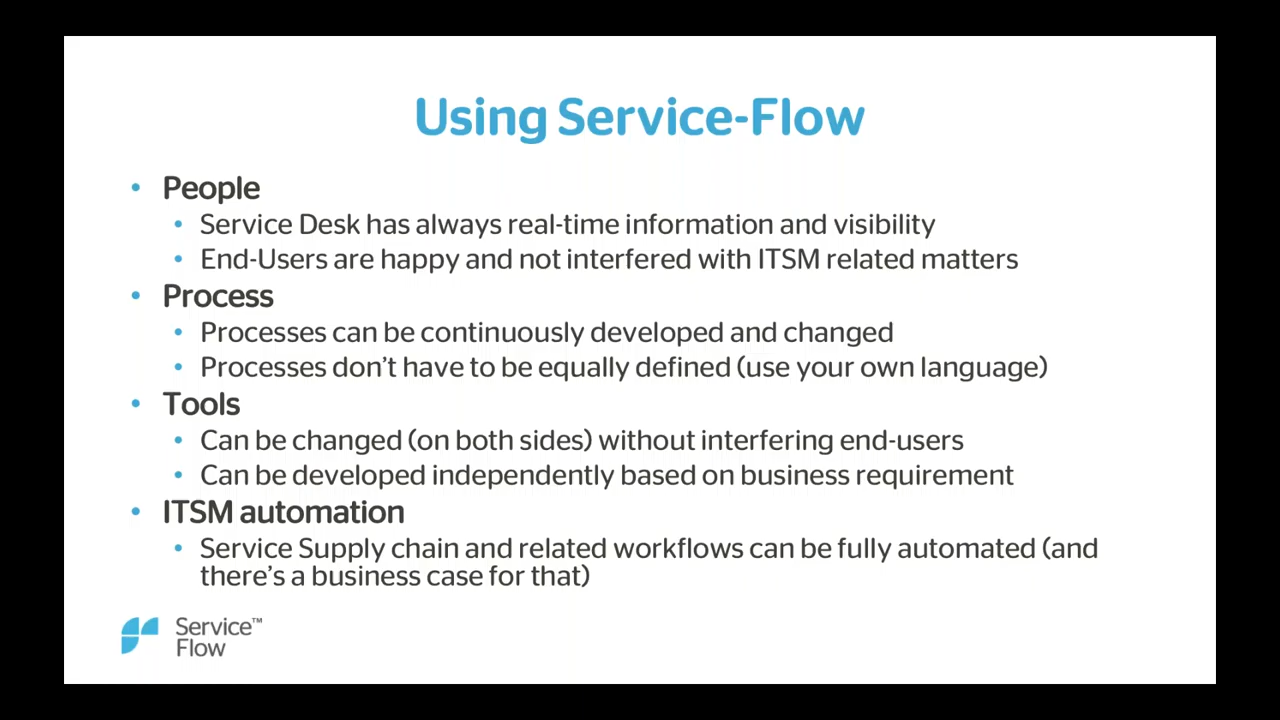 Using Service-Flow
• People
• Service Desk has always real-time information and visibility
• End-Users are happy and not interfered with ITSM related matters
• Process
• Processes can be continuously developed and changed
• Processes don’t have to be equally defined (use your own language)
• Tools
• Can be changed (on both sides) without interfering end-users
• Can be developed independently based on business requirement
• ITSM automation
• Service Supply chain and related workflows can be fully automated (and
there’s a business case for that)
Service™
Flow